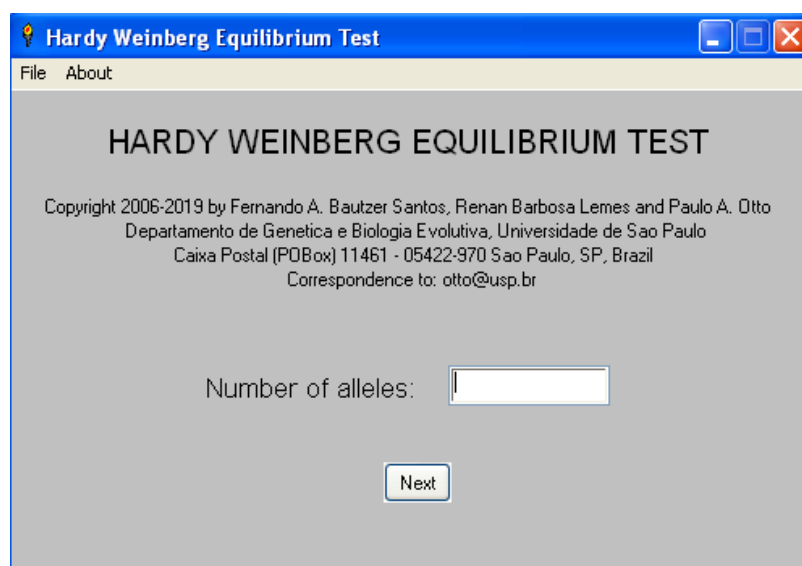 Hardy Weinberg Equilibrium Test
File About
HARDY WEINBERG EQUILIBRIUM TEST
Copyright 2006-2019 by Fernando A. Bautzer Santos, Renan Barbosa Lemes and Paulo A. Otto
Departamento de Genetica e Biologia Evolutiva, Universidade de Sao Paulo
Caixa Postal (POBox) 11461 - 05422-970 Sao Paulo, SP, Brazil
Correspondence to: otto@usp.br
Number of alleles:
Next